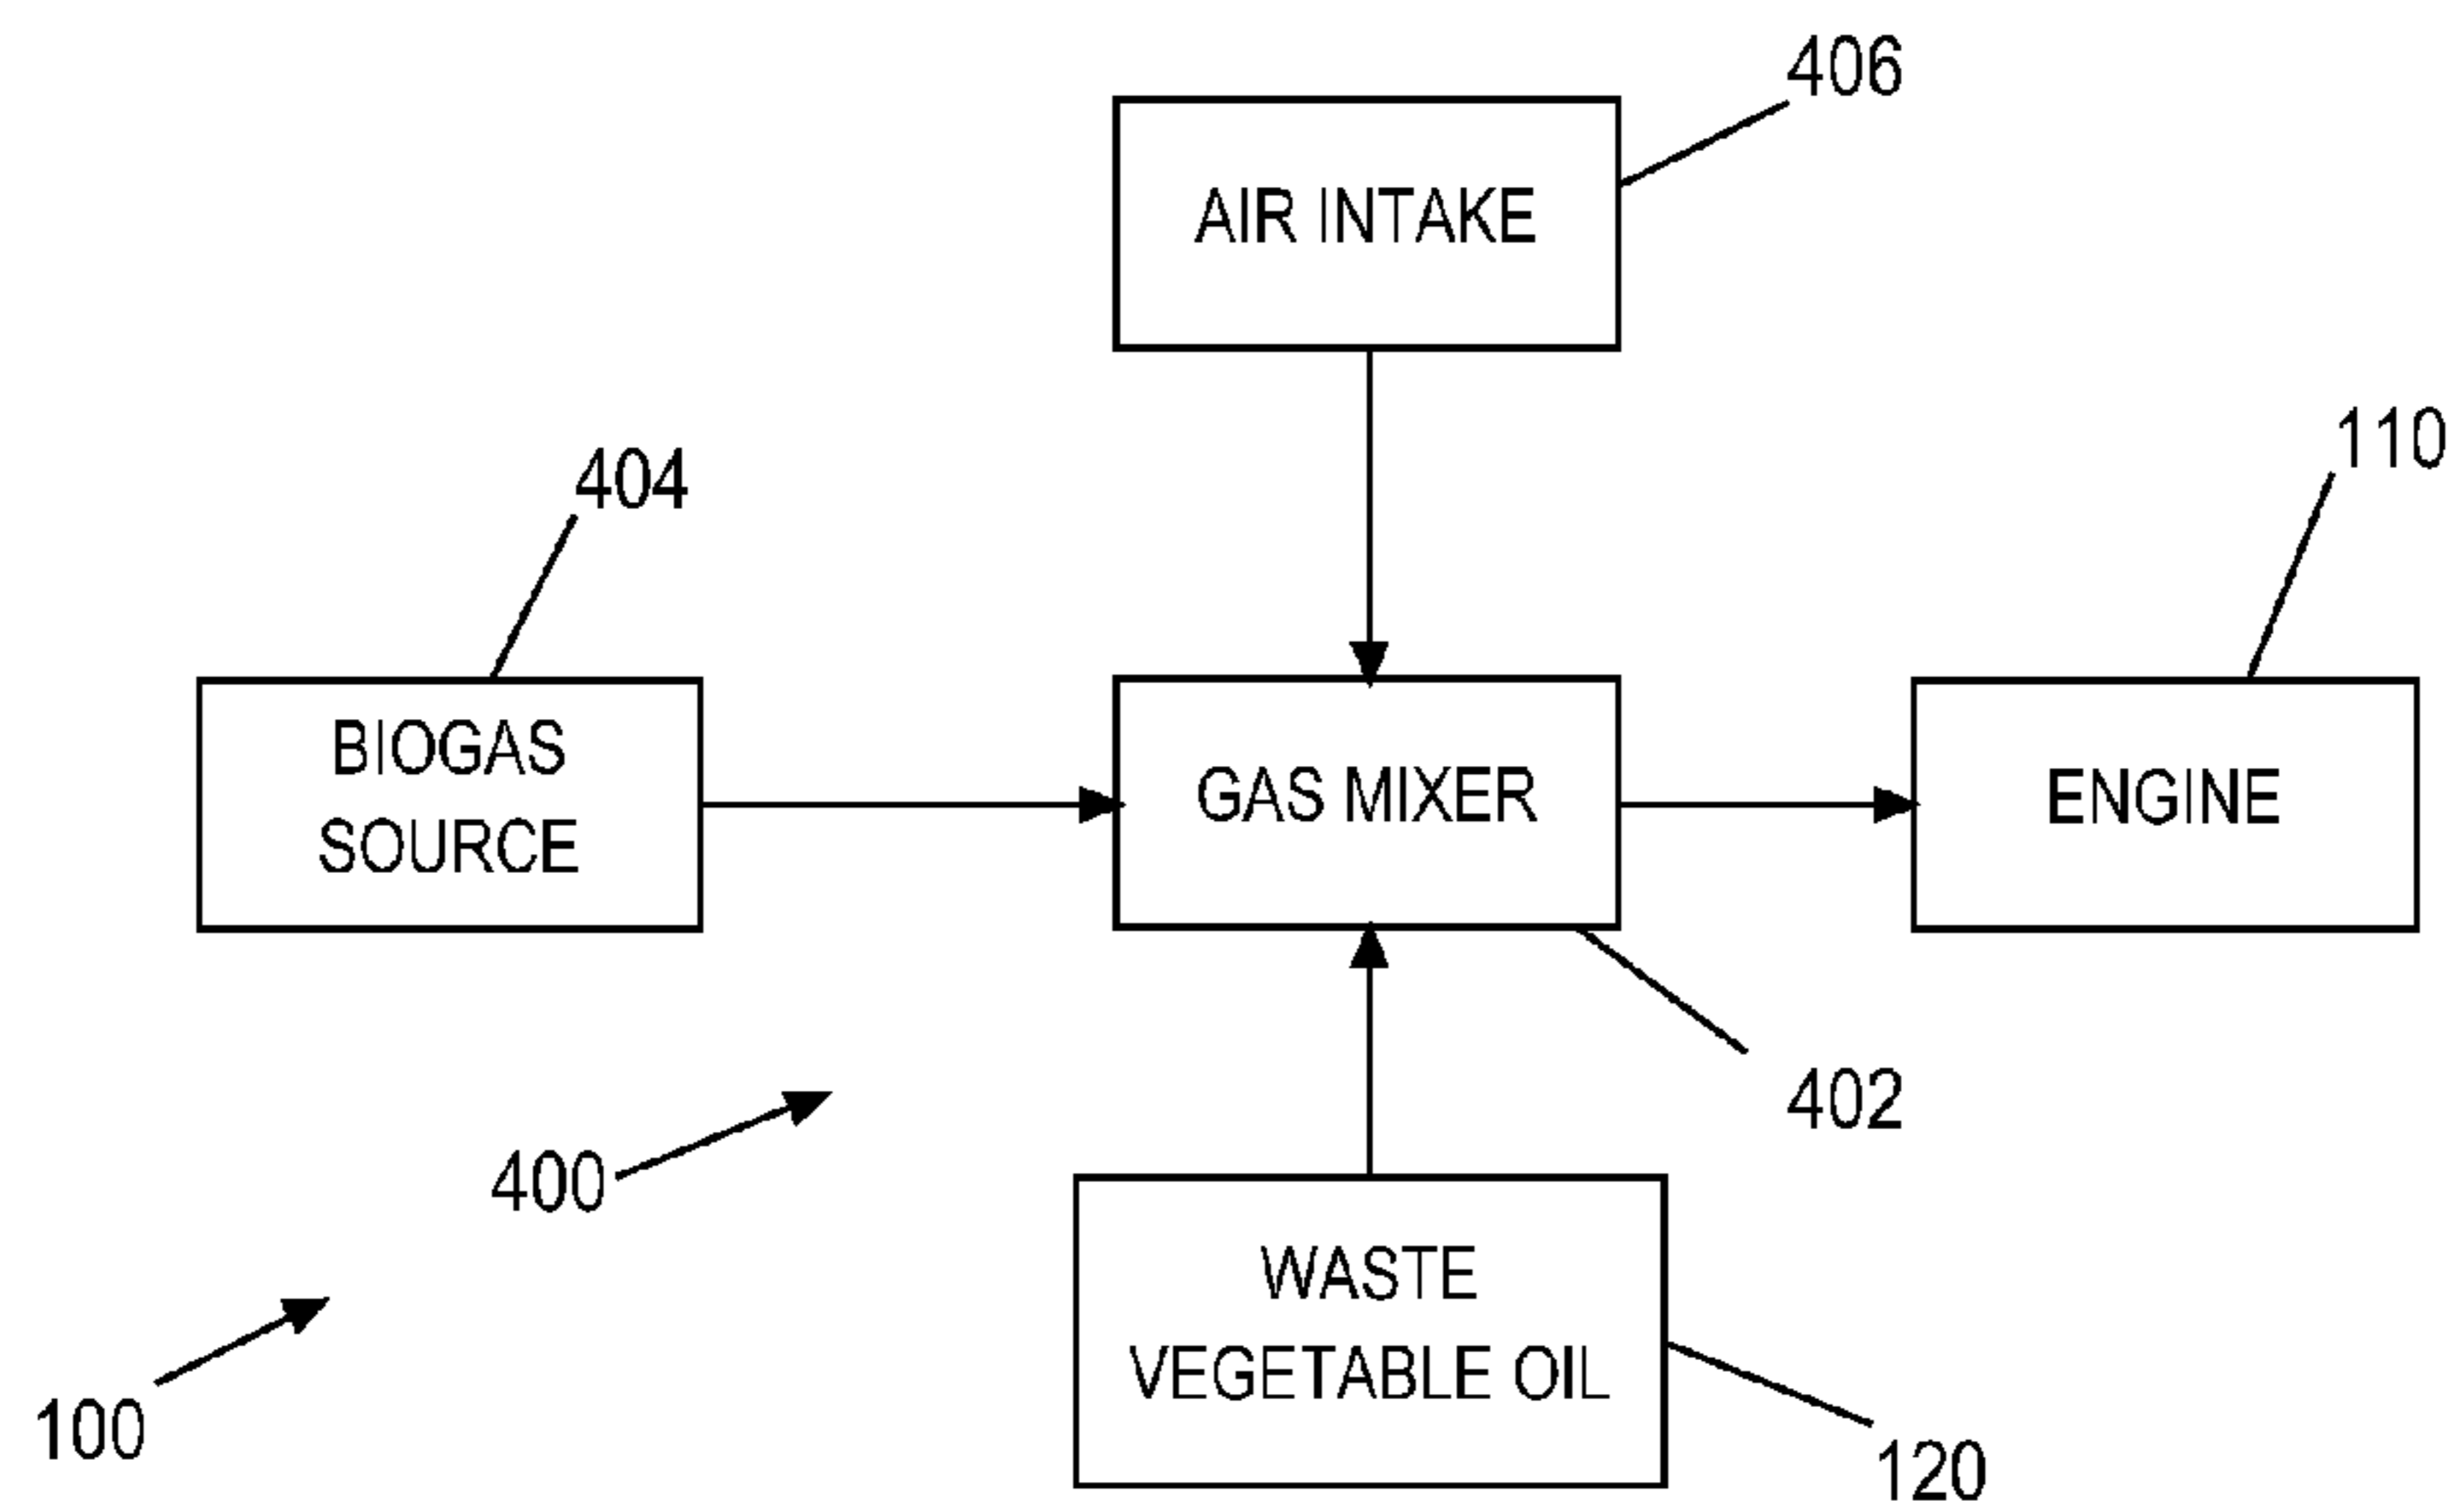 406
AIR INTAKE
110
404
BIOGAS
SOURCE
GAS MIXER
ENGINE
402
400
WASTE
VEGETABLE OIL
100
120